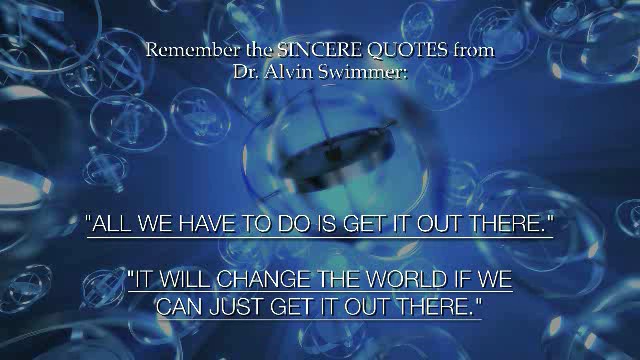 Remember the SINCERE QUOTES from
Dr. Alvin Swimmer:
"ALL WE HAVE TO DO IS GET IT OUT THERE."
"IT WILL CHANGE THE WORLD IF WE
CAN JUST GET IT OUT THERE."